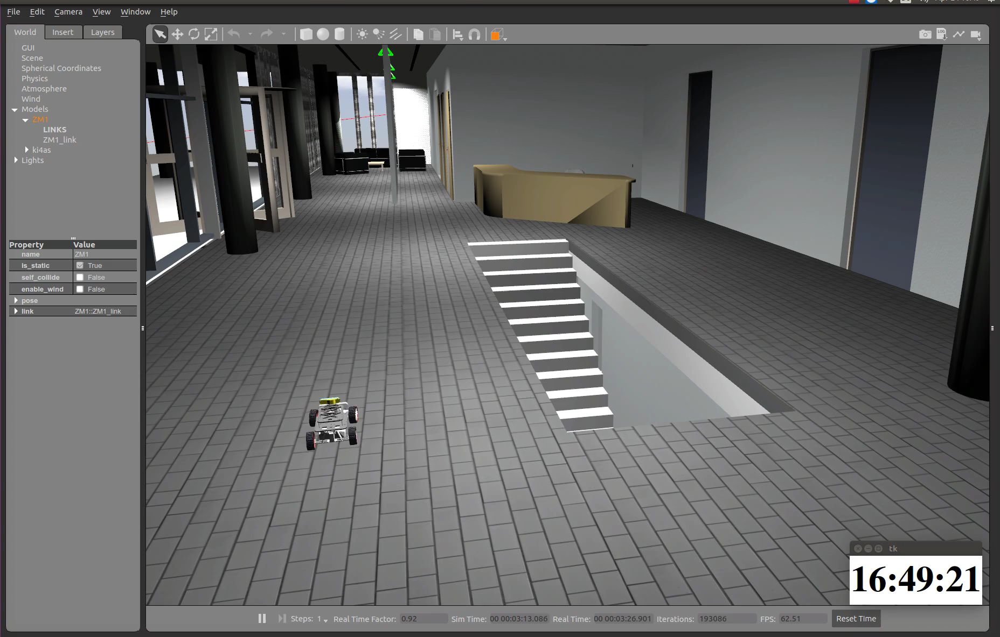 File Edit Camera View Window Help
World Insert Layers
GUI
Scene
Spherical Coordinates
Physics
Atmosphere
Wind
Models
ZM1
LINKS
ZM1_link
ki4as
Lights
Property Value
name ZM1
is_static True
self_collide False
enable_wind False
pose
link ZM1::ZM1_link
LOG
tk
16:49:21
Steps: 1 Real Time Factor: 0.92 Sim Time: 00 00:03:13.086 Real Time: 00 00:03:26.901 Iterations: 193086 FPS: 62.51 Reset Time